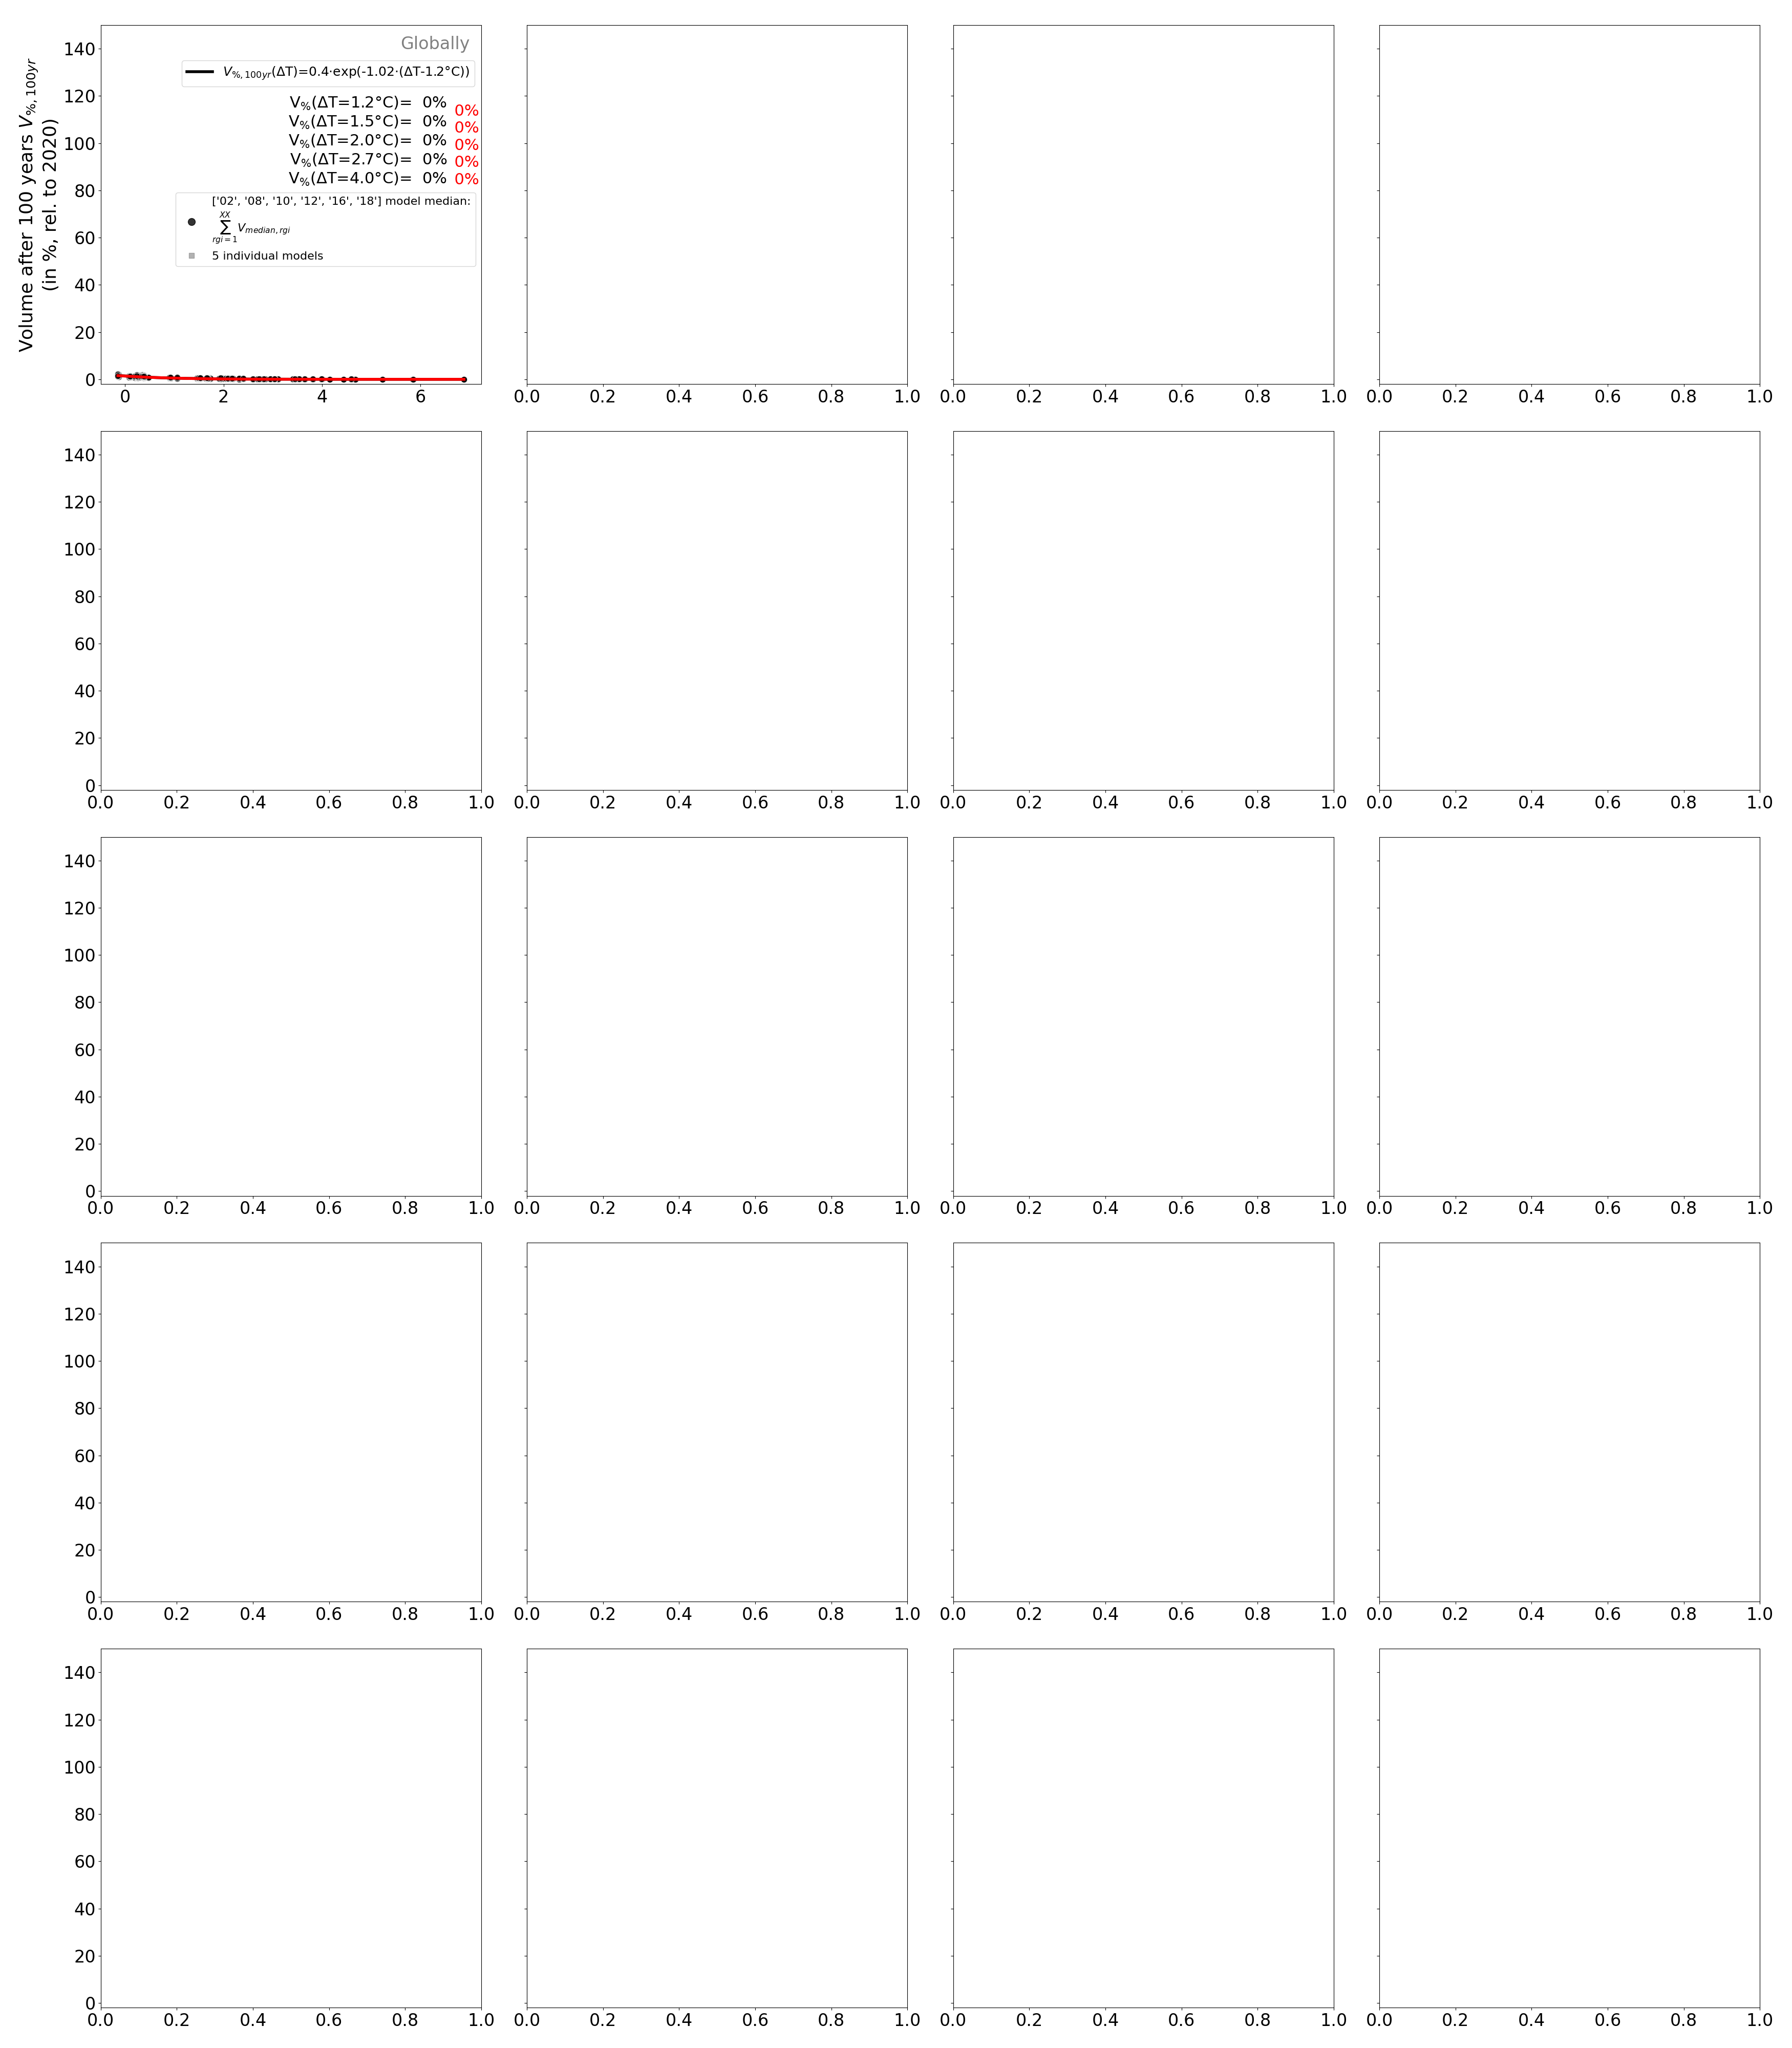 Volume after 100 years V%,100yr
(in %, rel. to 2020)
140
120
100
80
60
40
20
0
Globally
V%,100yr(ΔT)=0.4·exp(-1.02·(ΔT-1.2°C))
V%(ΔT=1.2°C)= 0% 0%
V%(ΔT=1.5°C)= 0% 0%
V%(ΔT=2.0°C)= 0% 0%
V%(ΔT=2.7°C)= 0% 0%
V%(ΔT=4.0°C)= 0% 0%
['02', '08', '10', '12', '16', '18'] model median:
XX
∑ Vmedian,rgi
rgi=1
5 individual models
0 2 4 6
0.0 0.2 0.4 0.6 0.8 1.0
0.0 0.2 0.4 0.6 0.8 1.0
0.0 0.2 0.4 0.6 0.8 1.0
140
120
100
80
60
40
20
0
0.0 0.2 0.4 0.6 0.8 1.0
0.0 0.2 0.4 0.6 0.8 1.0
0.0 0.2 0.4 0.6 0.8 1.0
0.0 0.2 0.4 0.6 0.8 1.0
140
120
100
80
60
40
20
0
0.0 0.2 0.4 0.6 0.8 1.0
0.0 0.2 0.4 0.6 0.8 1.0
0.0 0.2 0.4 0.6 0.8 1.0
0.0 0.2 0.4 0.6 0.8 1.0
140
120
100
80
60
40
20
0
0.0 0.2 0.4 0.6 0.8 1.0
0.0 0.2 0.4 0.6 0.8 1.0
0.0 0.2 0.4 0.6 0.8 1.0
0.0 0.2 0.4 0.6 0.8 1.0
140
120
100
80
60
40
20
0
0.0 0.2 0.4 0.6 0.8 1.0
0.0 0.2 0.4 0.6 0.8 1.0
0.0 0.2 0.4 0.6 0.8 1.0
0.0 0.2 0.4 0.6 0.8 1.0